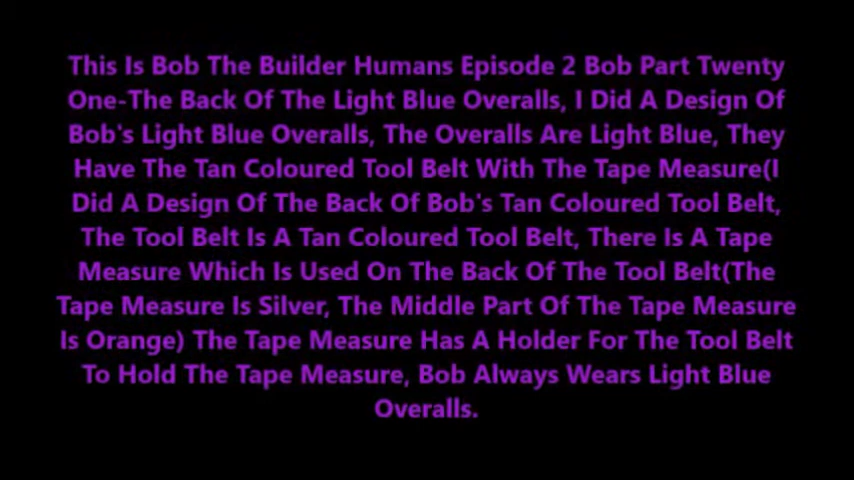 This Is Bob The Builder Humans Episode 2 Bob Part Twenty
One-The Back Of The Light Blue Overalls, I Did A Design Of
Bob's Light Blue Overalls, The Overalls Are Light Blue, They
Have The Tan Coloured Tool Belt With The Tape Measure(I
Did A Design Of The Back Of Bob's Tan Coloured Tool Belt,
The Tool Belt Is A Tan Coloured Tool Belt, There Is A Tape
Measure Which Is Used On The Back Of The Tool Belt(The
Tape Measure Is Silver, The Middle Part Of The Tape Measure
Is Orange) The Tape Measure Has A Holder For The Tool Belt
To Hold The Tape Measure, Bob Always Wears Light Blue
Overalls.